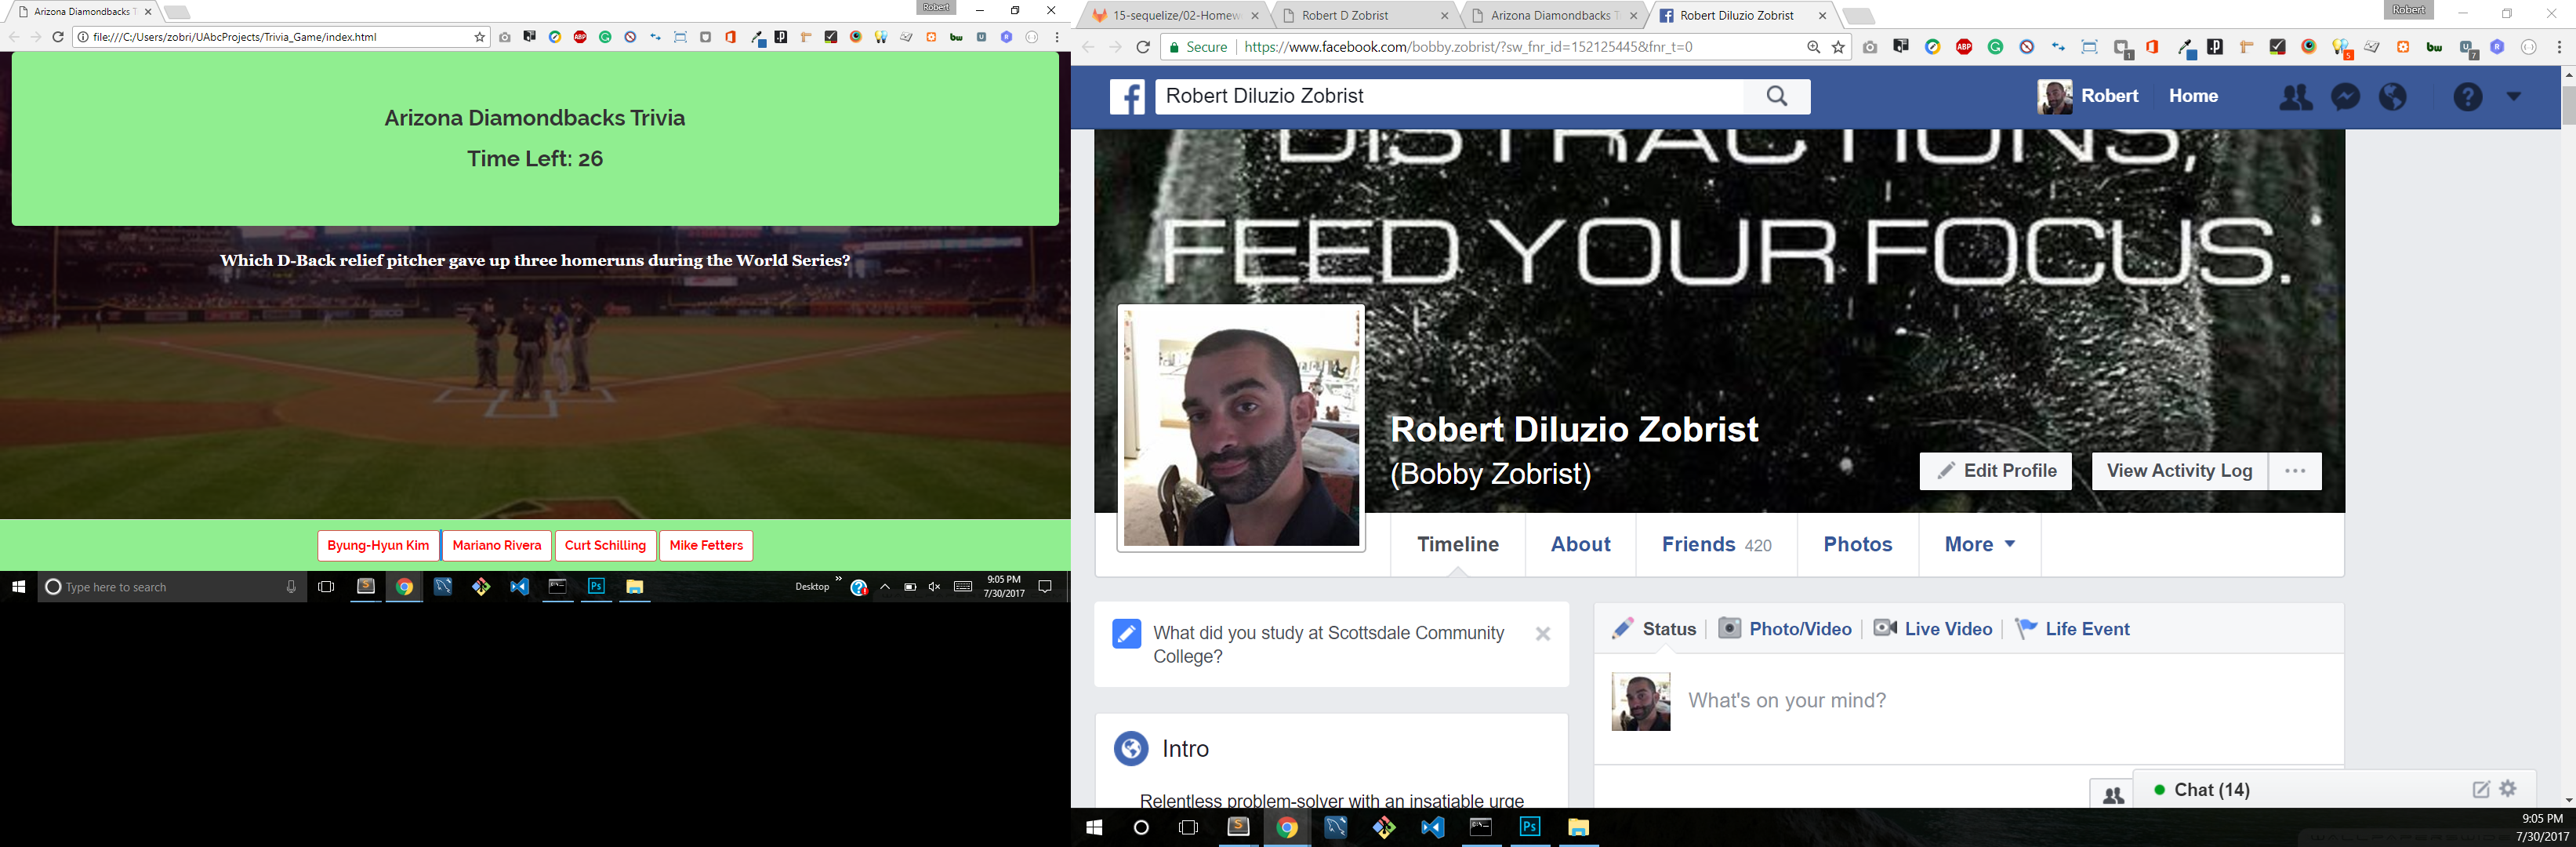 Arizona Diamondbacks T
Robert
file:///C:/Users/zobri/UAbcProjects/Trivia_Game/index.html
Arizona Diamondbacks Trivia
Time Left: 26
Which D-Back relief pitcher gave up three homeruns during the World Series?
Byung-Hyun Kim
Mariano Rivera
Curt Schilling
Mike Fetters
Type here to search
Desktop
9:05 PM
7/30/2017
15-sequelize/02-Homew
Robert D Zobrist
Arizona Diamondbacks T
Robert Diluzio Zobrist
Robert
Secure
https://www.facebook.com/bobby.zobrist/?sw_fnr_id=152125445&fnr_t=0
Robert Diluzio Zobrist
Robert
Home
DISTRACTIONS,
FEED YOUR FOCUS.
Robert Diluzio Zobrist
(Bobby Zobrist)
Edit Profile
View Activity Log
Timeline
About
Friends 420
Photos
More
What did you study at Scottsdale Community
College?
Status
Photo/Video
Live Video
Life Event
What's on your mind?
Intro
Relentless problem-solver with an insatiable urge
Chat (14)
9:05 PM
7/30/2017